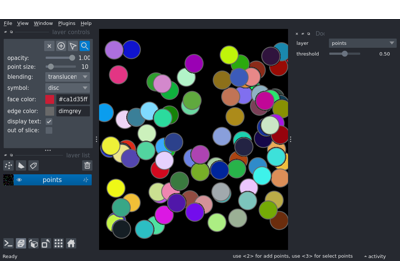 File View Window Plugins Help
layer controls
opacity: 1.00
point size: 10
blending: translucen
symbol: disc
face color: #ca1d35ff
edge color: dimgrey
display text:
out of slice:
layer list
points
layer points
threshold 0.50
Ready
use <2> for add points, use <3> for select points
activity